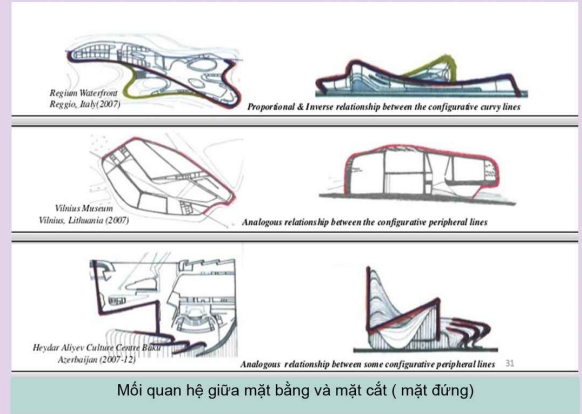 Regium Waterfront
Reggio, Italy(2007)
Proportional & Inverse relationship between the configurative curvy lines
Vilnius Museum
Vilnius, Lithuania (2007)
Analogous relationship between the configurative peripheral lines
Heydar Aliyev Culture Centre Baku
Azerbaijan (2007-12)
Analogous relationship between some configurative peripheral lines
31
Mối quan hệ giữa mặt bằng và mặt cắt ( mặt đứng)